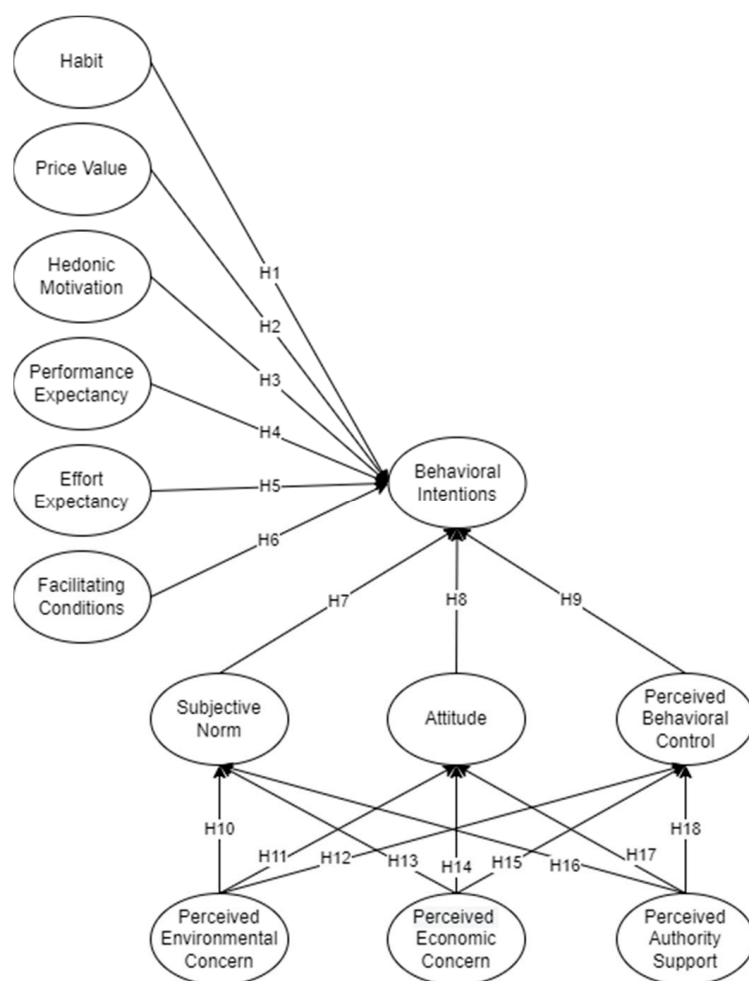 Habit
Price Value
Hedonic
Motivation
H1
H2
H3
Performance
Expectancy
H4
Behavioral
Intentions
Effort
Expectancy
H5
H6
Facilitating
Conditions
H7
H8
H9
Subjective
Norm
Attitude
Perceived
Behavioral
Control
H10
H11
H12
H13
H14
H15
H16
H17
H18
Perceived
Environmental
Concern
Perceived
Economic
Concern
Perceived
Authority
Support